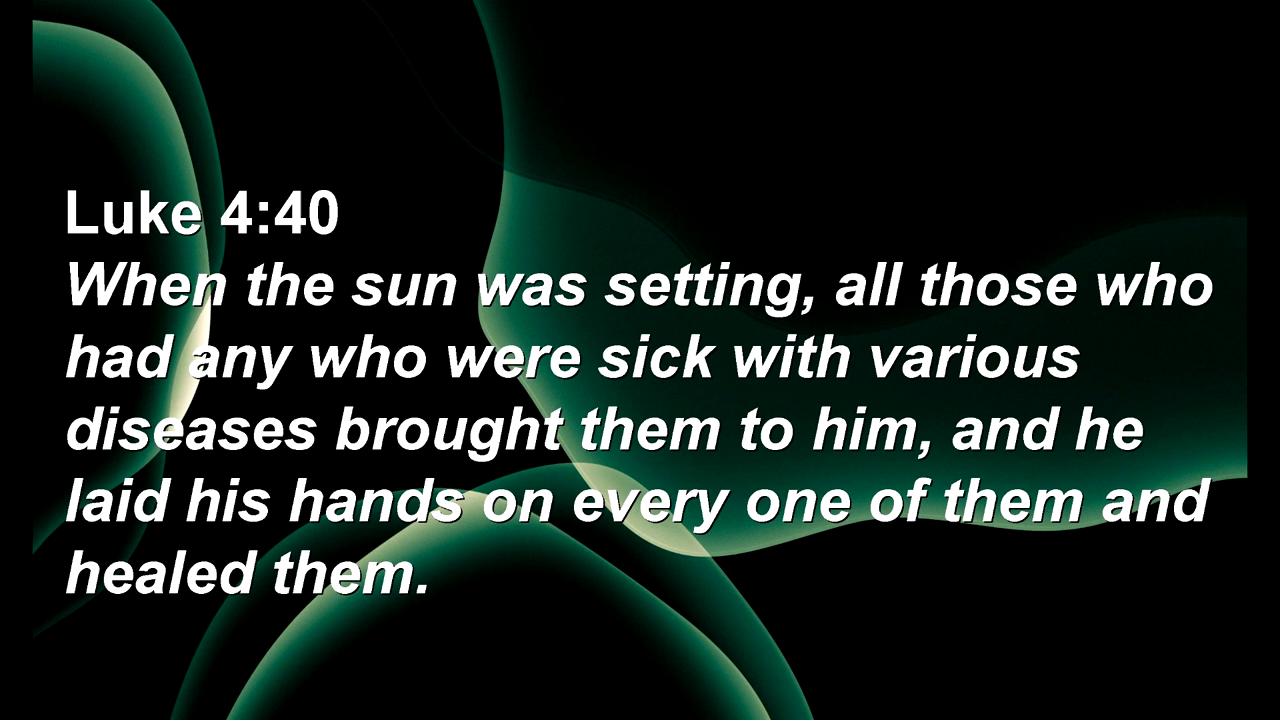 Luke 4:40
When the sun was setting, all those who
had any who were sick with various
diseases brought them to him, and he
laid his hands on every one of them and
healed them.